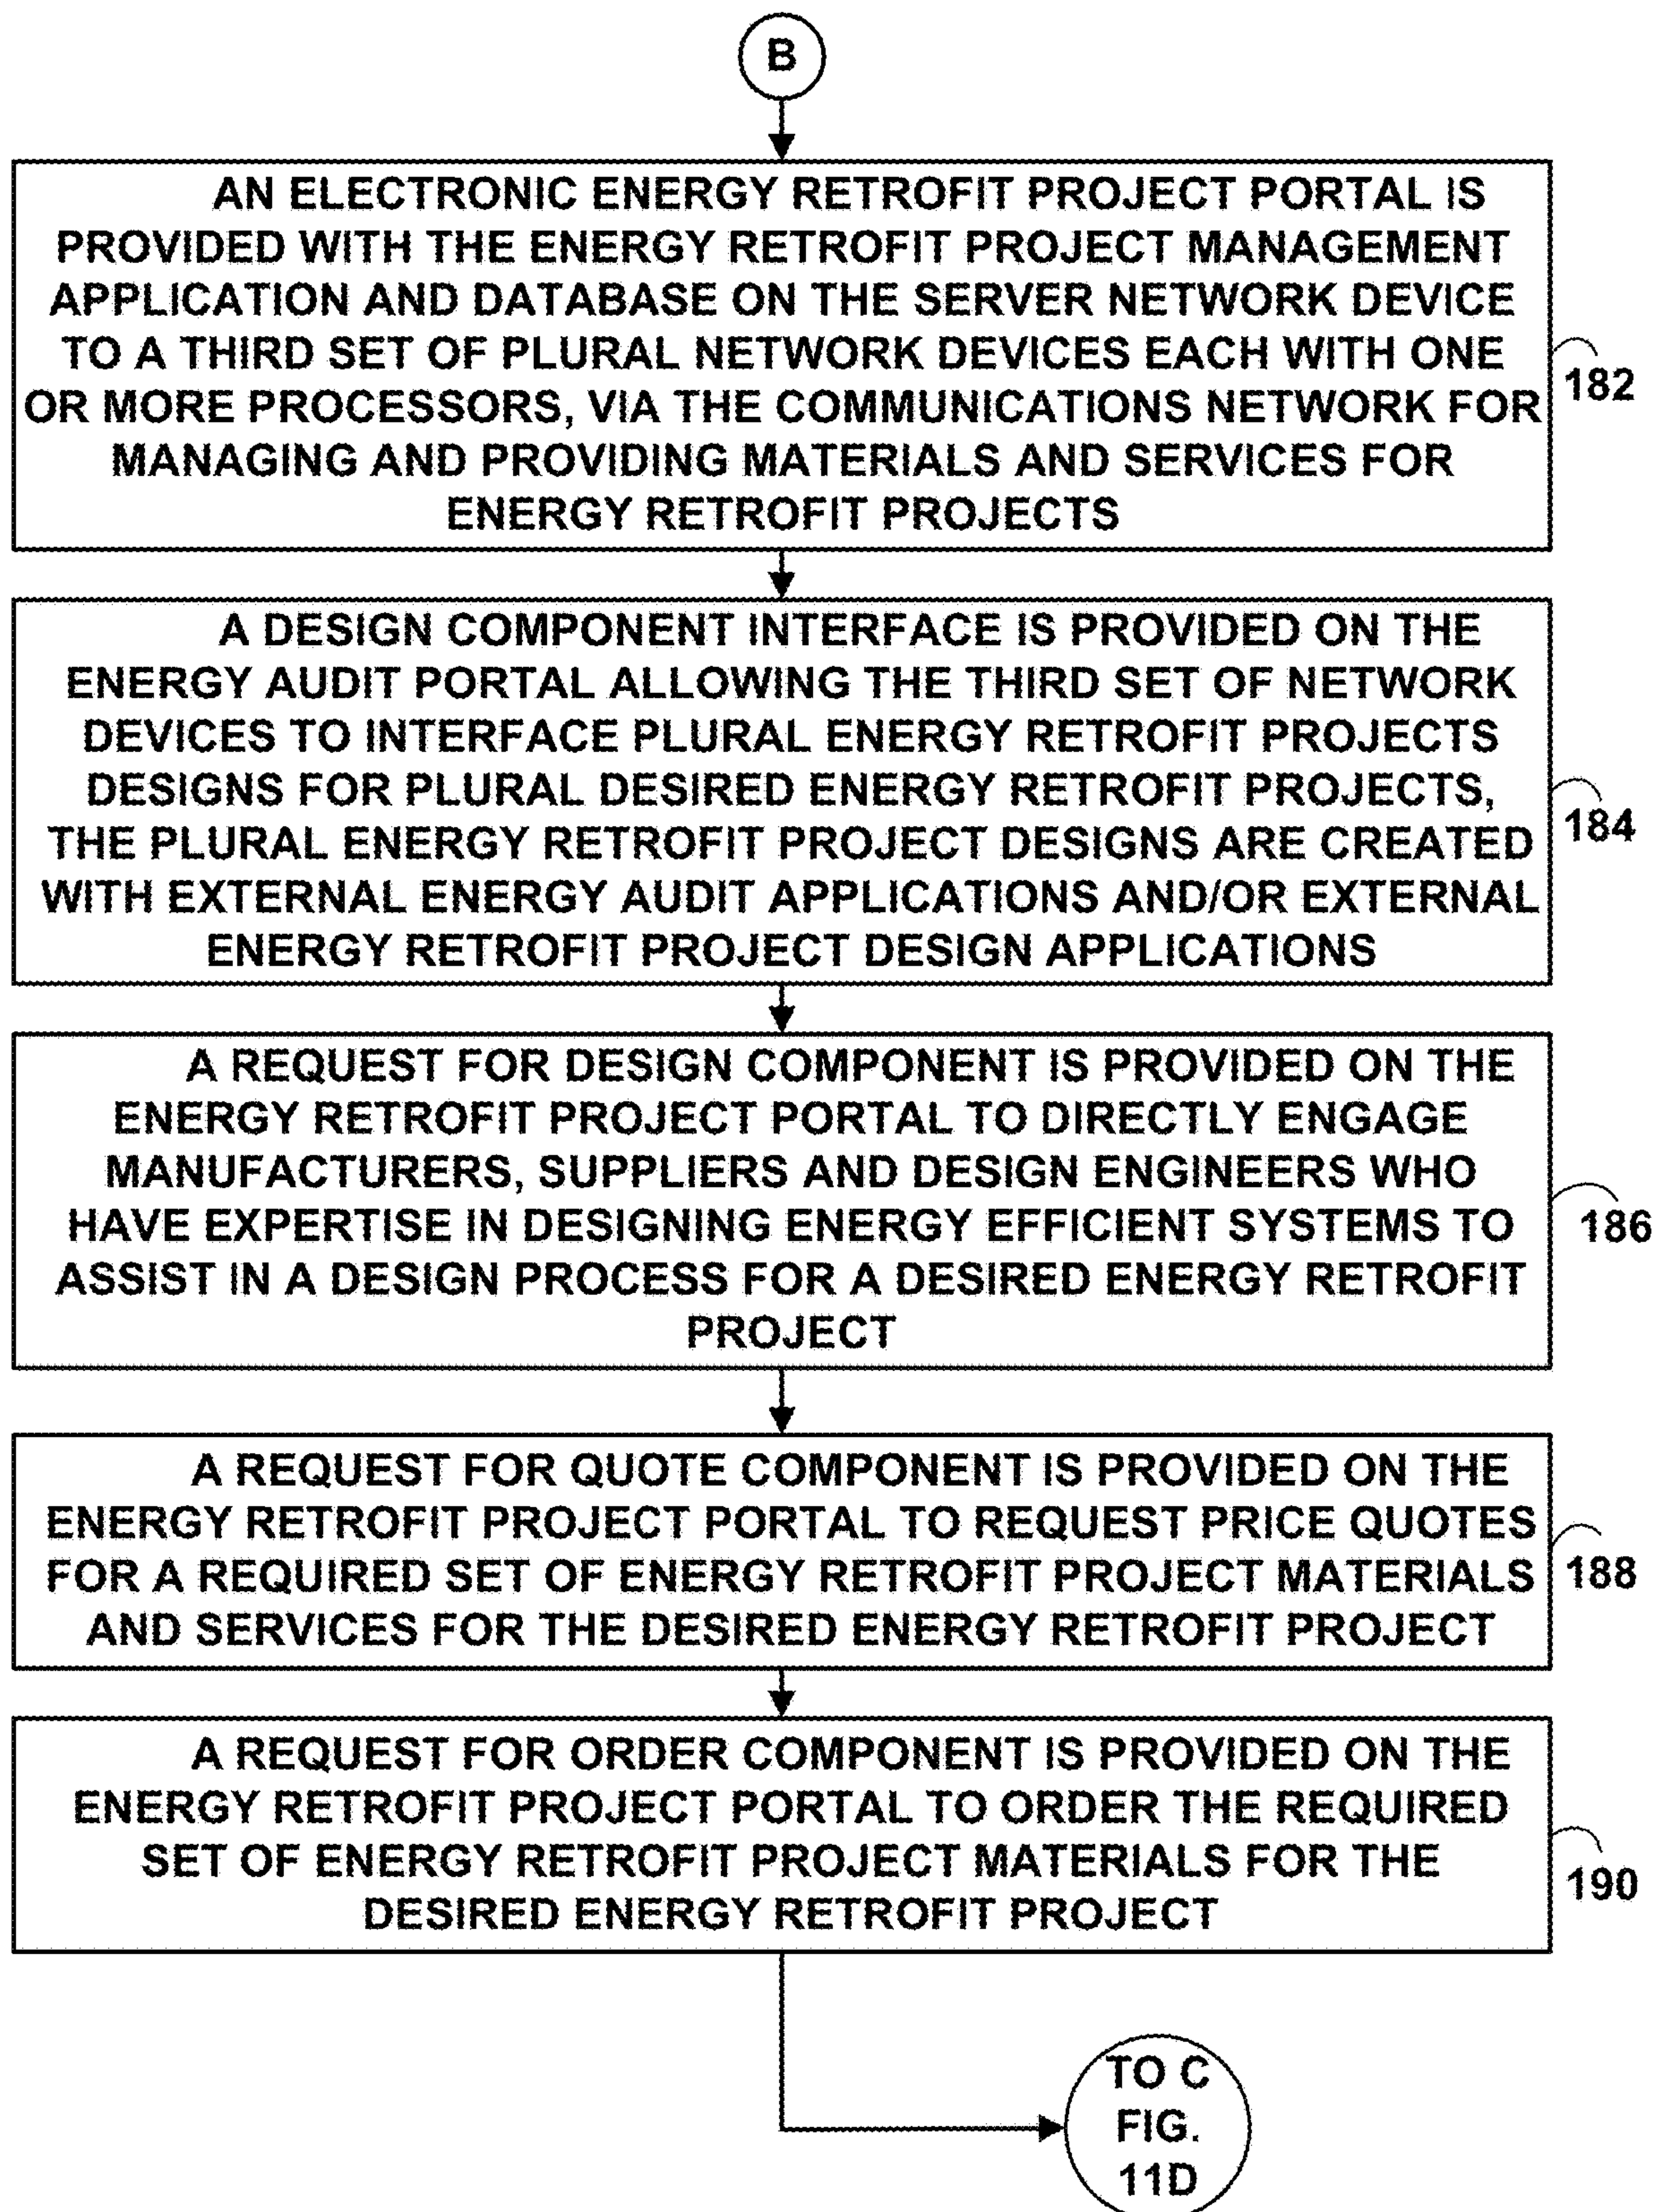 B
AN ELECTRONIC ENERGY RETROFIT PROJECT PORTAL IS
PROVIDED WITH THE ENERGY RETROFIT PROJECT MANAGEMENT
APPLICATION AND DATABASE ON THE SERVER NETWORK DEVICE
TO A THIRD SET OF PLURAL NETWORK DEVICES EACH WITH ONE
OR MORE PROCESSORS, VIA THE COMMUNICATIONS NETWORK FOR
MANAGING AND PROVIDING MATERIALS AND SERVICES FOR
ENERGY RETROFIT PROJECTS
182
A DESIGN COMPONENT INTERFACE IS PROVIDED ON THE
ENERGY AUDIT PORTAL ALLOWING THE THIRD SET OF NETWORK
DEVICES TO INTERFACE PLURAL ENERGY RETROFIT PROJECTS
DESIGNS FOR PLURAL DESIRED ENERGY RETROFIT PROJECTS,
THE PLURAL ENERGY RETROFIT PROJECT DESIGNS ARE CREATED
WITH EXTERNAL ENERGY AUDIT APPLICATIONS AND/OR EXTERNAL
ENERGY RETROFIT PROJECT DESIGN APPLICATIONS
184
A REQUEST FOR DESIGN COMPONENT IS PROVIDED ON THE
ENERGY RETROFIT PROJECT PORTAL TO DIRECTLY ENGAGE
MANUFACTURERS, SUPPLIERS AND DESIGN ENGINEERS WHO
HAVE EXPERTISE IN DESIGNING ENERGY EFFICIENT SYSTEMS TO
ASSIST IN A DESIGN PROCESS FOR A DESIRED ENERGY RETROFIT
PROJECT
186
A REQUEST FOR QUOTE COMPONENT IS PROVIDED ON THE
ENERGY RETROFIT PROJECT PORTAL TO REQUEST PRICE QUOTES
FOR A REQUIRED SET OF ENERGY RETROFIT PROJECT MATERIALS
AND SERVICES FOR THE DESIRED ENERGY RETROFIT PROJECT
188
A REQUEST FOR ORDER COMPONENT IS PROVIDED ON THE
ENERGY RETROFIT PROJECT PORTAL TO ORDER THE REQUIRED
SET OF ENERGY RETROFIT PROJECT MATERIALS FOR THE
DESIRED ENERGY RETROFIT PROJECT
190
TO C
FIG.
11D